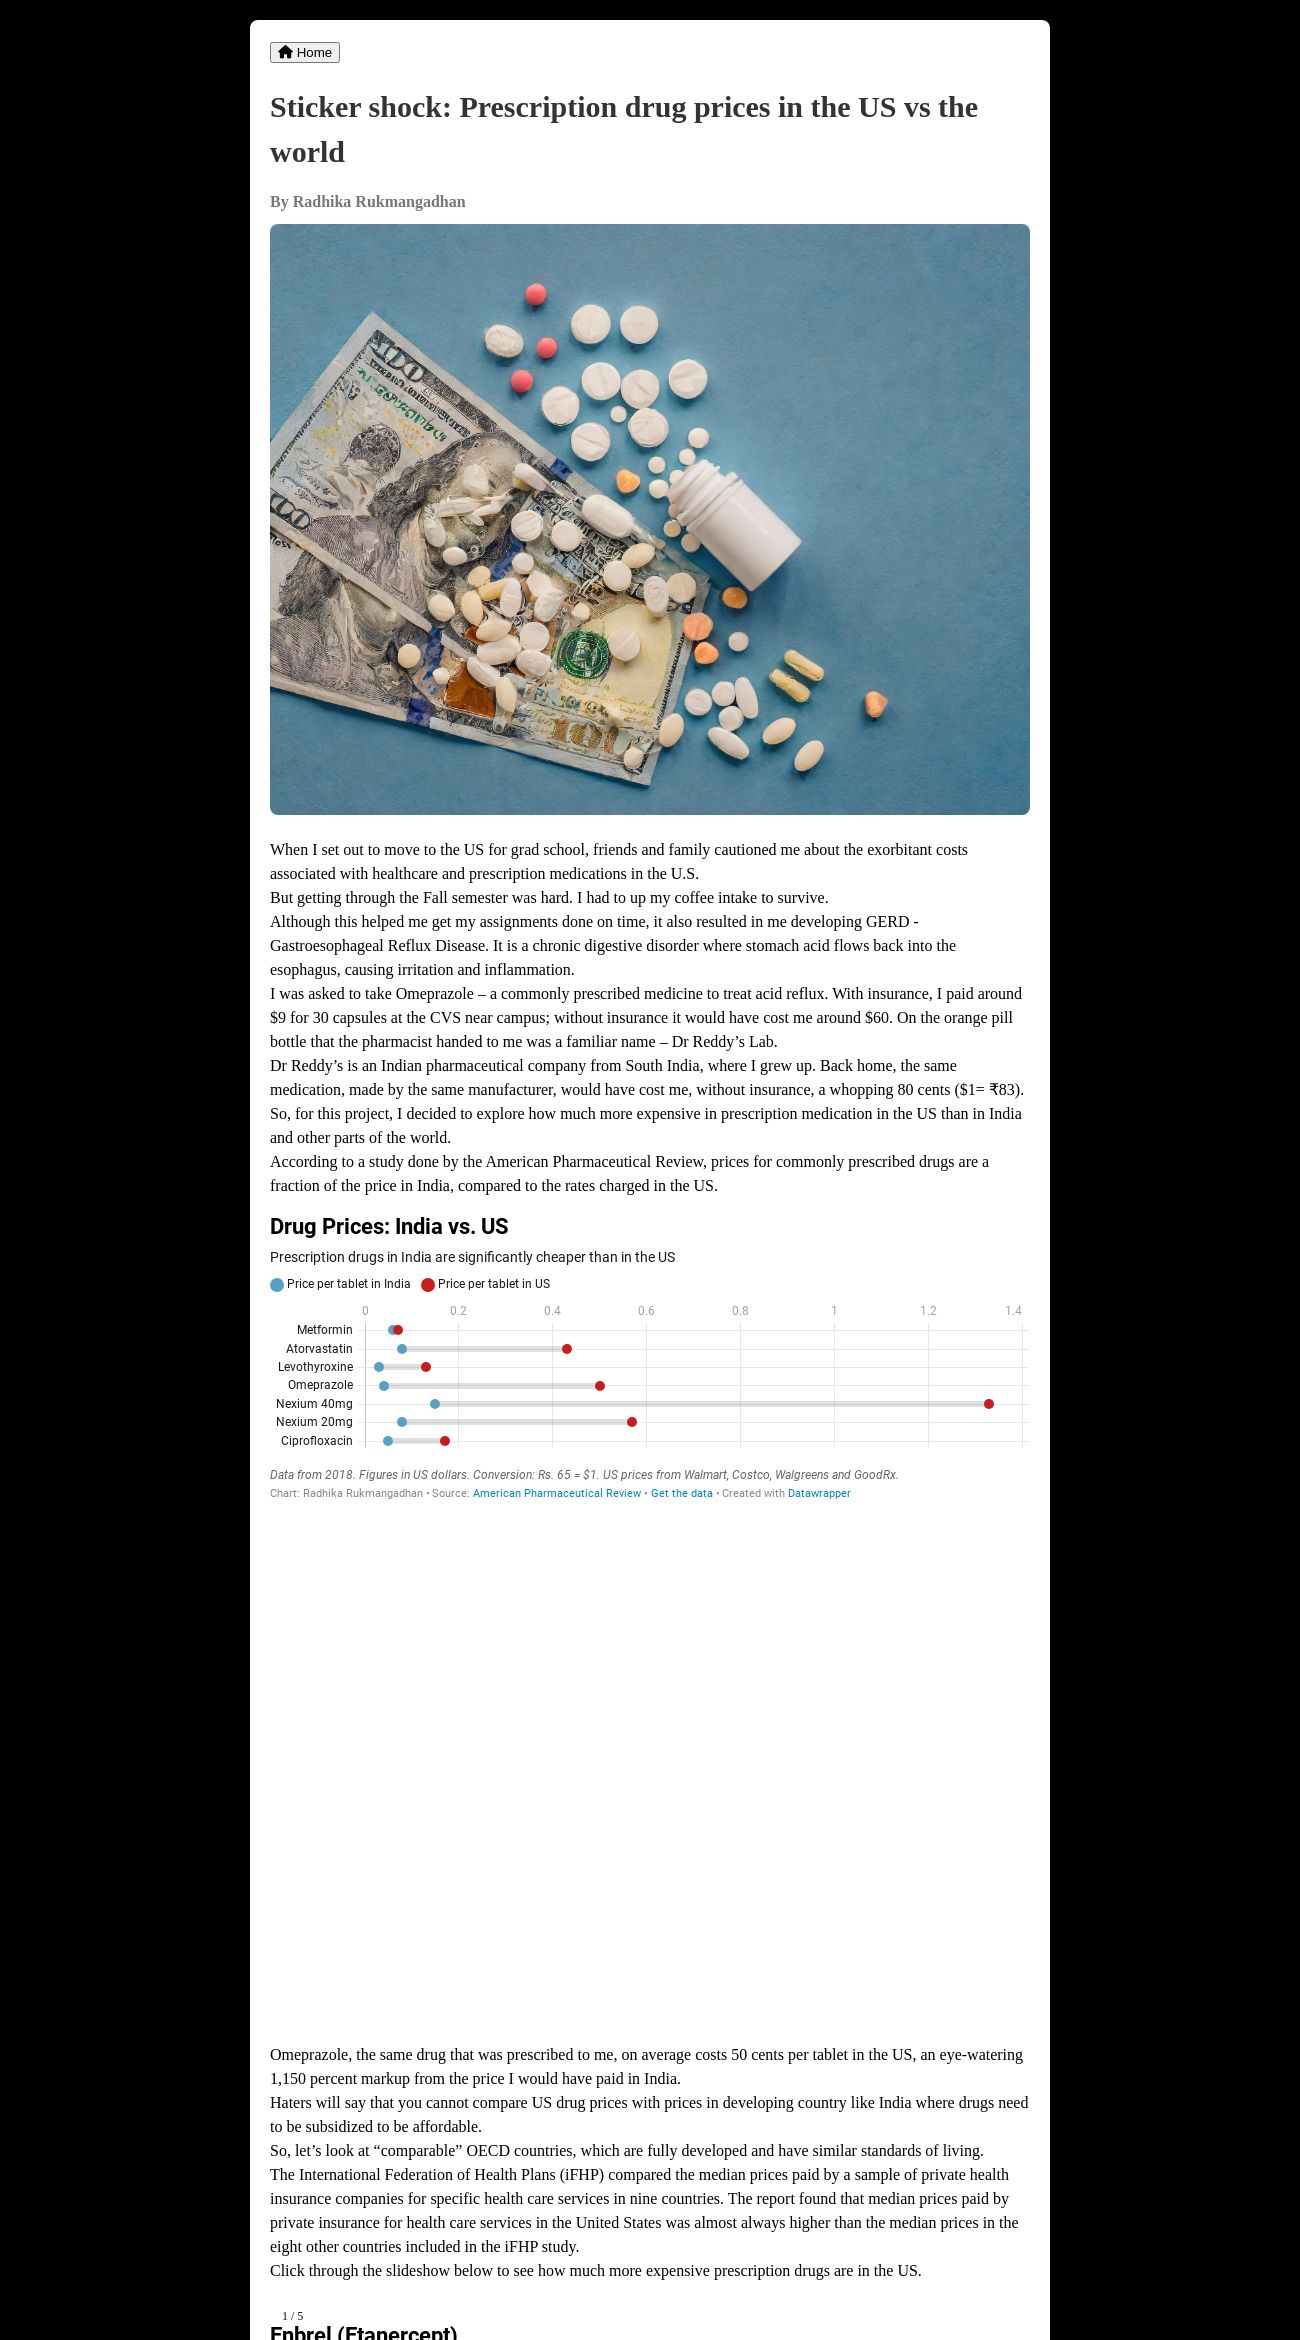 Home
Sticker shock: Prescription drug prices in the US vs the
world
By Radhika Rukmangadhan
100
100
100
When I set out to move to the US for grad school, friends and family cautioned me about the exorbitant costs
associated with healthcare and prescription medications in the U.S.
But getting through the Fall semester was hard. I had to up my coffee intake to survive.
Although this helped me get my assignments done on time, it also resulted in me developing GERD -
Gastroesophageal Reflux Disease. It is a chronic digestive disorder where stomach acid flows back into the
esophagus, causing irritation and inflammation.
I was asked to take Omeprazole – a commonly prescribed medicine to treat acid reflux. With insurance, I paid around
$9 for 30 capsules at the CVS near campus; without insurance it would have cost me around $60. On the orange pill
bottle that the pharmacist handed to me was a familiar name – Dr Reddy’s Lab.
Dr Reddy’s is an Indian pharmaceutical company from South India, where I grew up. Back home, the same
medication, made by the same manufacturer, would have cost me, without insurance, a whopping 80 cents ($1= ₹83).
So, for this project, I decided to explore how much more expensive in prescription medication in the US than in India
and other parts of the world.
According to a study done by the American Pharmaceutical Review, prices for commonly prescribed drugs are a
fraction of the price in India, compared to the rates charged in the US.
Drug Prices: India vs. US
Prescription drugs in India are significantly cheaper than in the US
Price per tablet in India Price per tablet in US
0 0.2 0.4 0.6 0.8 1 1.2 1.4
Metformin
Atorvastatin
Levothyroxine
Omeprazole
Nexium 40mg
Nexium 20mg
Ciprofloxacin
Data from 2018. Figures in US dollars. Conversion: Rs. 65 = $1. US prices from Walmart, Costco, Walgreens and GoodRx.
Chart: Radhika Rukmangadhan • Source: American Pharmaceutical Review • Get the data • Created with Datawrapper
Omeprazole, the same drug that was prescribed to me, on average costs 50 cents per tablet in the US, an eye-watering
1,150 percent markup from the price I would have paid in India.
Haters will say that you cannot compare US drug prices with prices in developing country like India where drugs need
to be subsidized to be affordable.
So, let’s look at “comparable” OECD countries, which are fully developed and have similar standards of living.
The International Federation of Health Plans (iFHP) compared the median prices paid by a sample of private health
insurance companies for specific health care services in nine countries. The report found that median prices paid by
private insurance for health care services in the United States was almost always higher than the median prices in the
eight other countries included in the iFHP study.
Click through the slideshow below to see how much more expensive prescription drugs are in the US.
1 / 5
Enbrel (Etanercept)